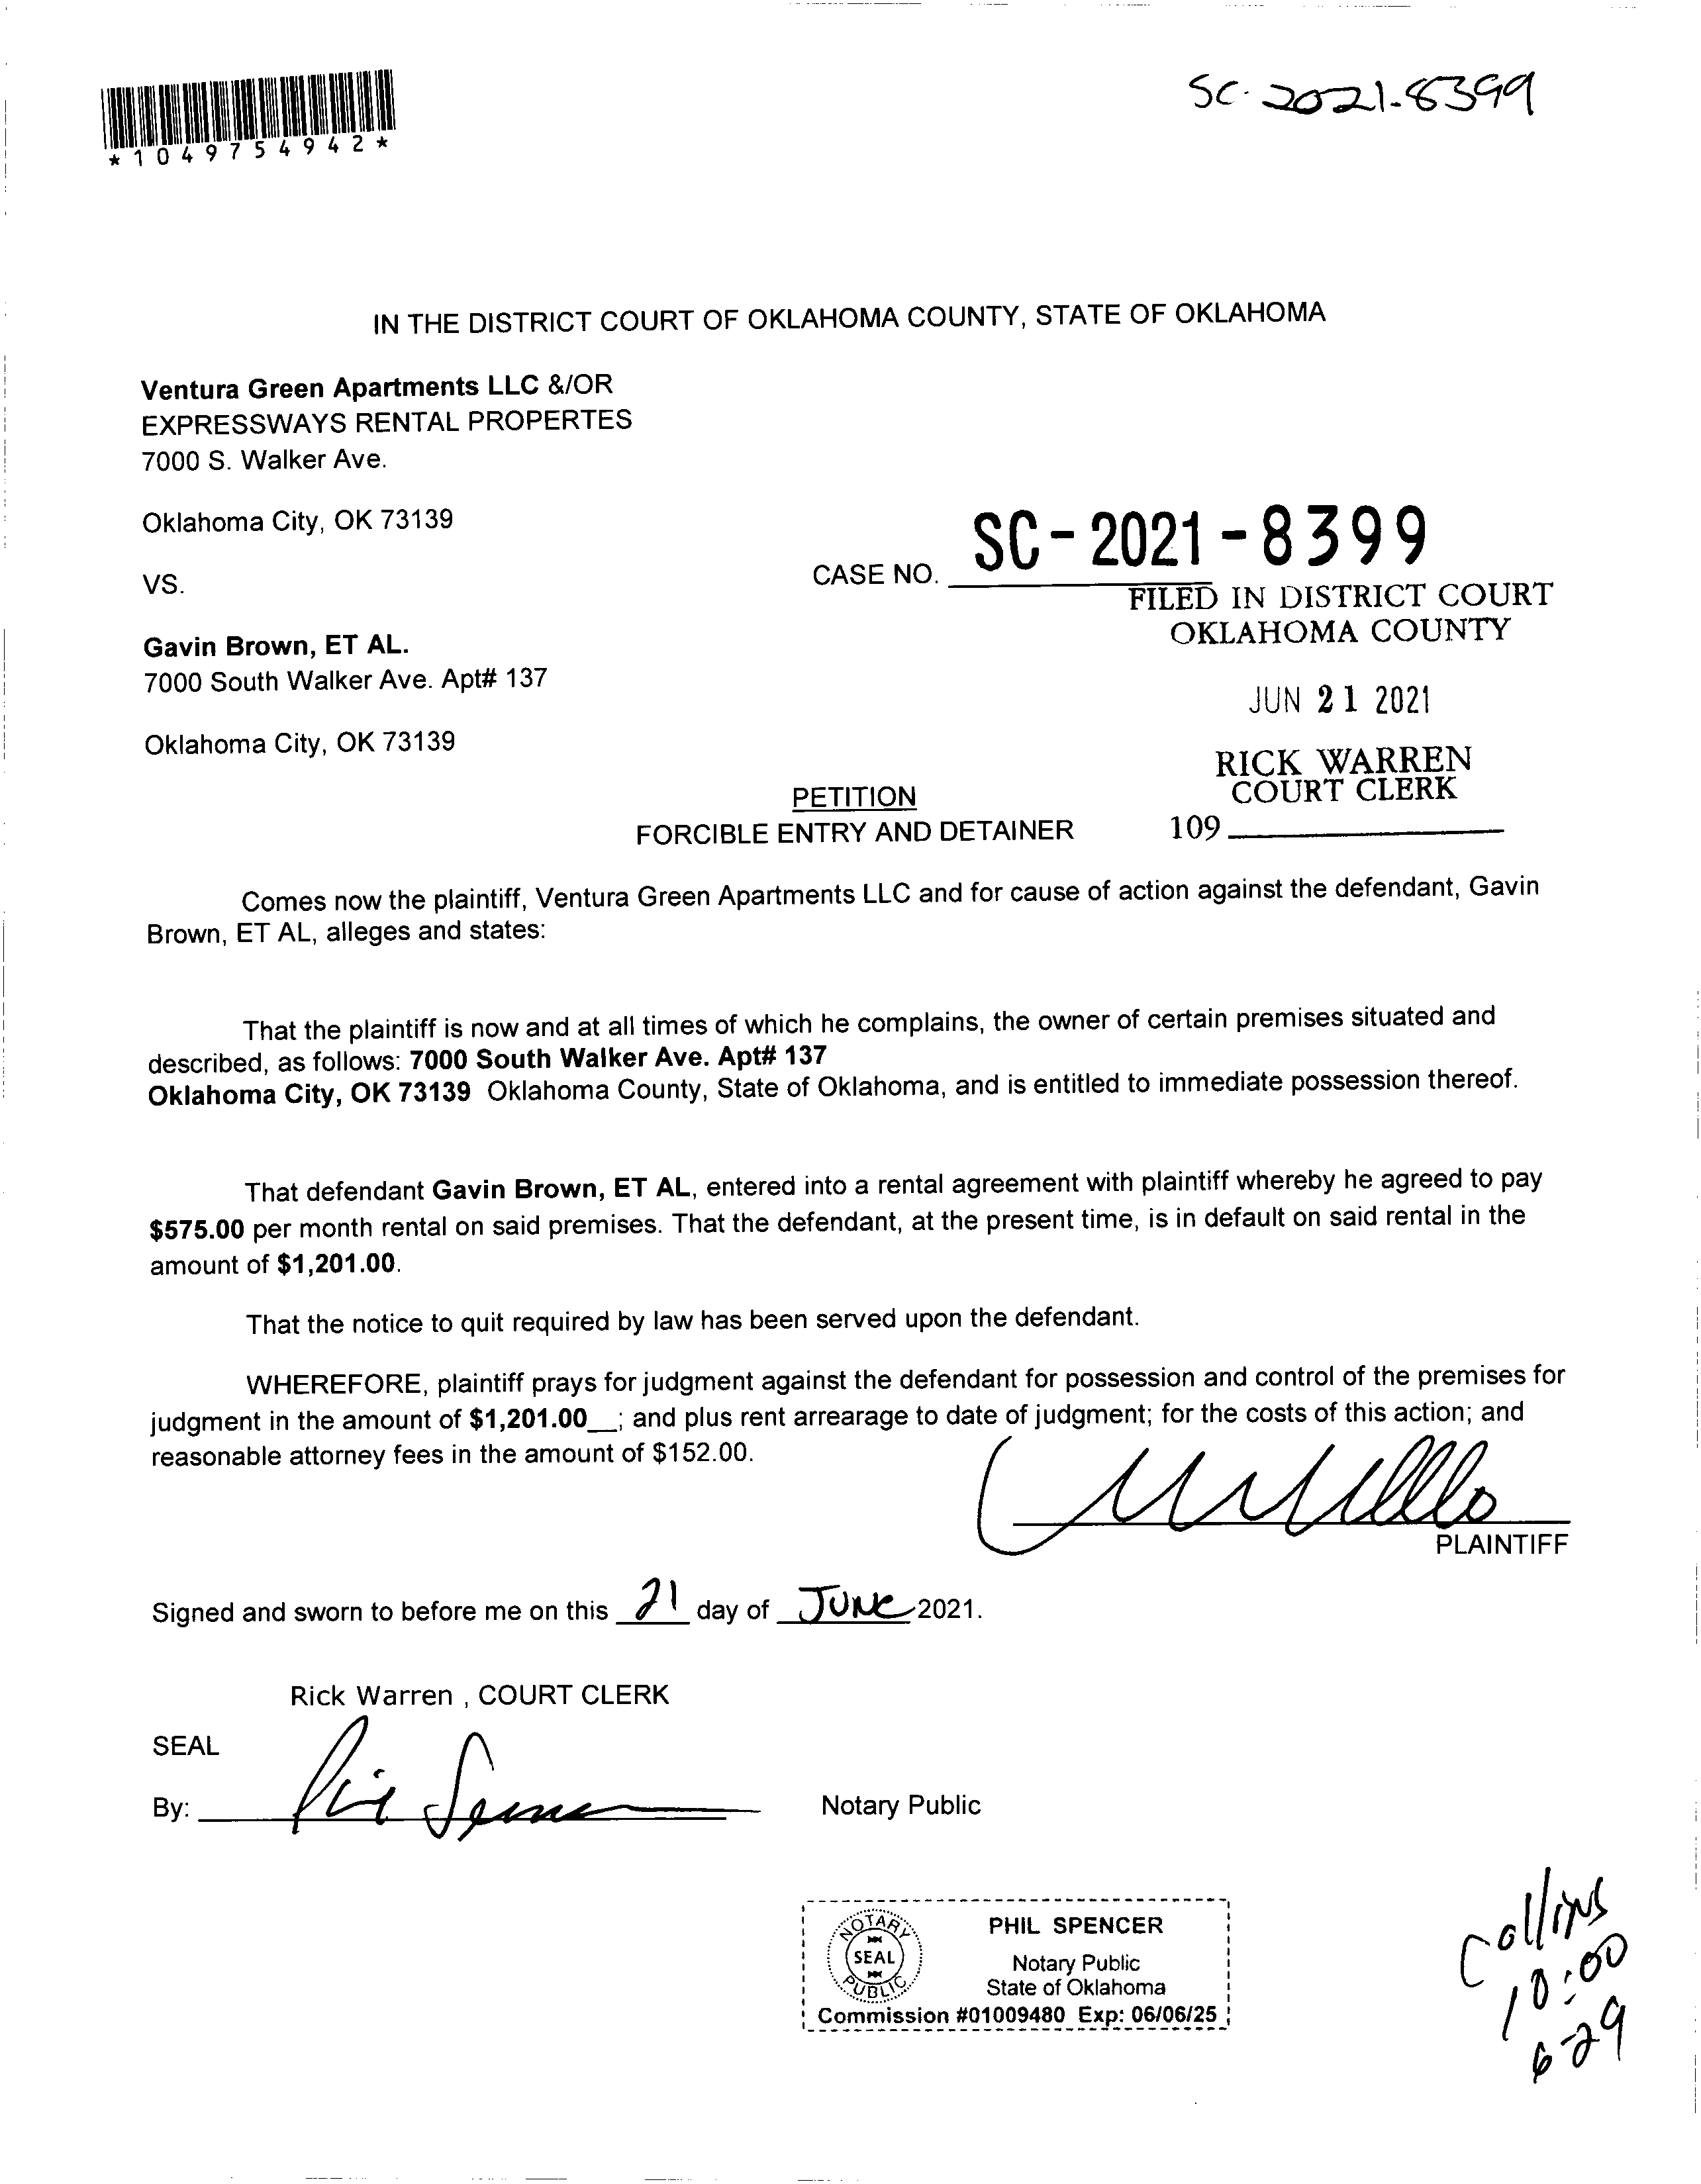 SC-2021-8399
*1049754942*
IN THE DISTRICT COURT OF OKLAHOMA COUNTY, STATE OF OKLAHOMA
Ventura Green Apartments LLC &/OR
EXPRESSWAYS RENTAL PROPERTES
7000 S. Walker Ave.
Oklahoma City, OK 73139
SC-2021-8399
CASE NO.
VS.
FILED IN DISTRICT COURT
OKLAHOMA COUNTY
Gavin Brown, ET AL.
7000 South Walker Ave. Apt# 137
JUN 21 2021
Oklahoma City, OK 73139
RICK WARREN
COURT CLERK
PETITION
109
FORCIBLE ENTRY AND DETAINER
Comes now the plaintiff, Ventura Green Apartments LLC and for cause of action against the defendant, Gavin
Brown, ET AL, alleges and states:
That the plaintiff is now and at all times of which he complains, the owner of certain premises situated and
described, as follows: 7000 South Walker Ave. Apt# 137
Oklahoma City, OK 73139 Oklahoma County, State of Oklahoma, and is entitled to immediate possession thereof.
That defendant Gavin Brown, ET AL, entered into a rental agreement with plaintiff whereby he agreed to pay
$575.00 per month rental on said premises. That the defendant, at the present time, is in default on said rental in the
amount of $1,201.00.
That the notice to quit required by law has been served upon the defendant.
WHEREFORE, plaintiff prays for judgment against the defendant for possession and control of the premises for
judgment in the amount of $1,201.00__; and plus rent arrearage to date of judgment; for the costs of this action; and
reasonable attorney fees in the amount of $152.00.
PLAINTIFF
Signed and sworn to before me on this 21 day of JUNE 2021.
Rick Warren , COURT CLERK
SEAL
By: Notary Public
NOTARY SEAL PUBLIC
PHIL SPENCER
Notary Public
State of Oklahoma
Commission #01009480 Exp: 06/06/25
Collins
10:00
6-29